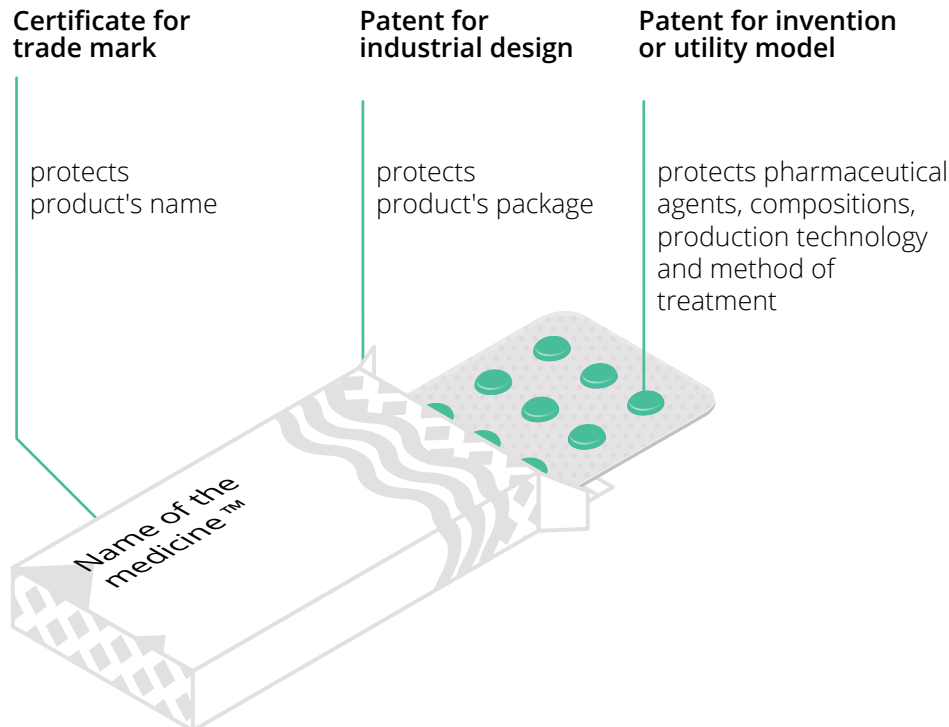 Certificate for
trade mark
protects
product's name
Patent for
industrial design
protects
product's package
Patent for invention
or utility model
protects pharmaceutical
agents, compositions,
production technology
and method of
treatment
Name of the
medicine™